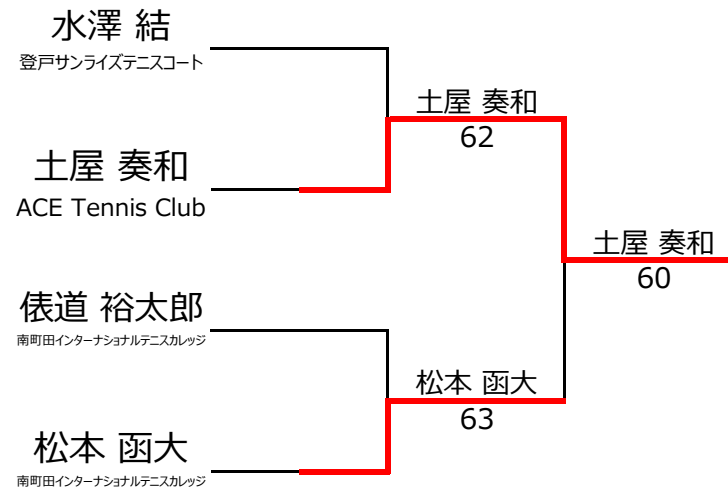 水澤 結
登戸サンライズテニスコート
土屋 奏和
62
土屋 奏和
ACE Tennis Club
土屋 奏和
60
俵道 裕太郎
南町田インターナショナルテニスカレッジ
松本 函大
63
松本 函大
南町田インターナショナルテニスカレッジ